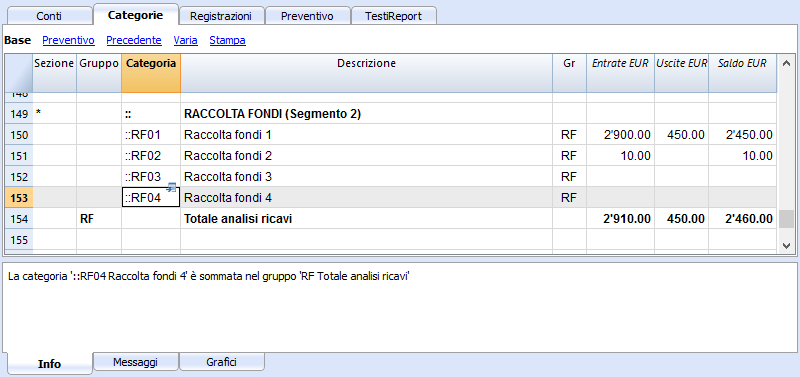 Conti Categorie Registrazioni Preventivo TestiReport
Base Preventivo Precedente Varia Stampa
Sezione Gruppo Categoria Descrizione Gr Entrate EUR Uscite EUR Saldo EUR
148
149 * :: RACCOLTA FONDI (Segmento 2)
150 ::RF01 Raccolta fondi 1 RF 2'900.00 450.00 2'450.00
151 ::RF02 Raccolta fondi 2 RF 10.00 10.00
152 ::RF03 Raccolta fondi 3 RF
153 ::RF04 Raccolta fondi 4 RF
154 RF Totale analisi ricavi 2'910.00 450.00 2'460.00
155
La categoria '::RF04 Raccolta fondi 4' è sommata nel gruppo 'RF Totale analisi ricavi'
Info Messaggi Grafici